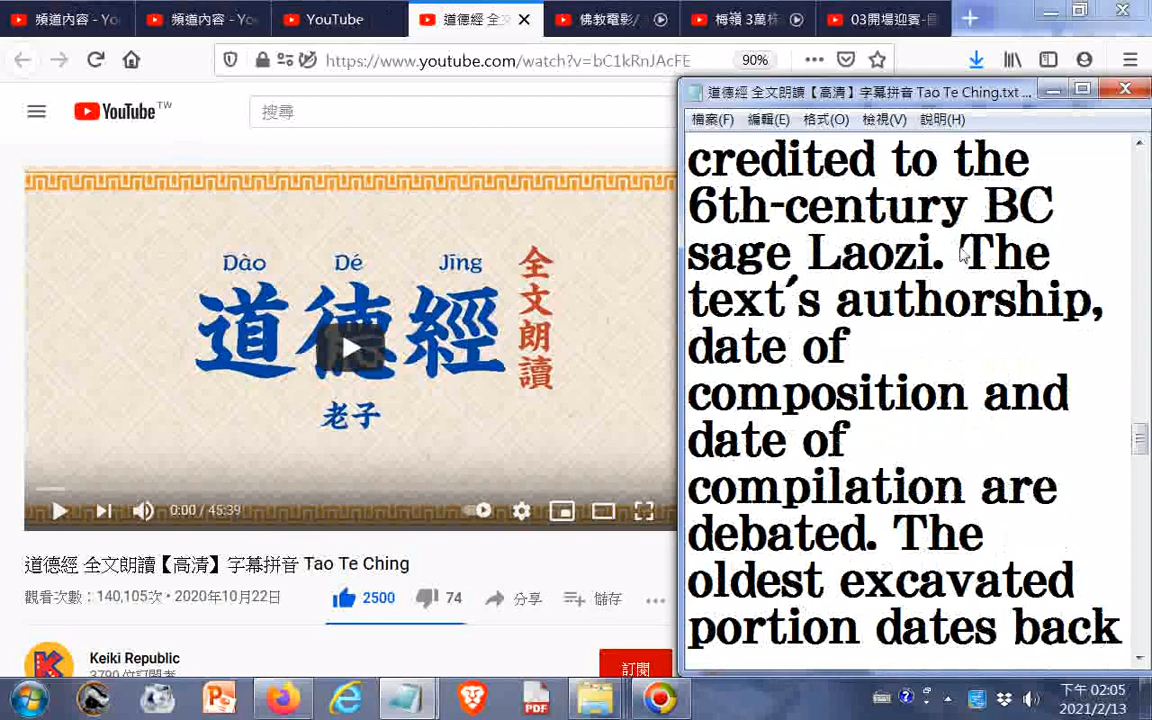 頻道內容 - Yo
頻道內容 - Yo
YouTube
道德經 全文
佛教電影/
梅嶺 3萬株
03開場迎賓-
https://www.youtube.com/watch?v=bC1kRnJAcFE
90%
YouTube TW
搜尋
Dào Dé Jīng
道德經
全文朗讀
老子
0:00 / 45:39
道德經 全文朗讀【高清】字幕拼音 Tao Te Ching
觀看次數：140,105次 • 2020年10月22日
2500
74
分享
儲存
Keiki Republic
訂閱
道德經 全文朗讀【高清】字幕拼音 Tao Te Ching.txt ...
檔案(F) 編輯(E) 格式(O) 檢視(V) 說明(H)
credited to the
6th-century BC
sage Laozi. The
text's authorship,
date of
composition and
date of
compilation are
debated. The
oldest excavated
portion dates back
PDF
下午 02:05
2021/2/13